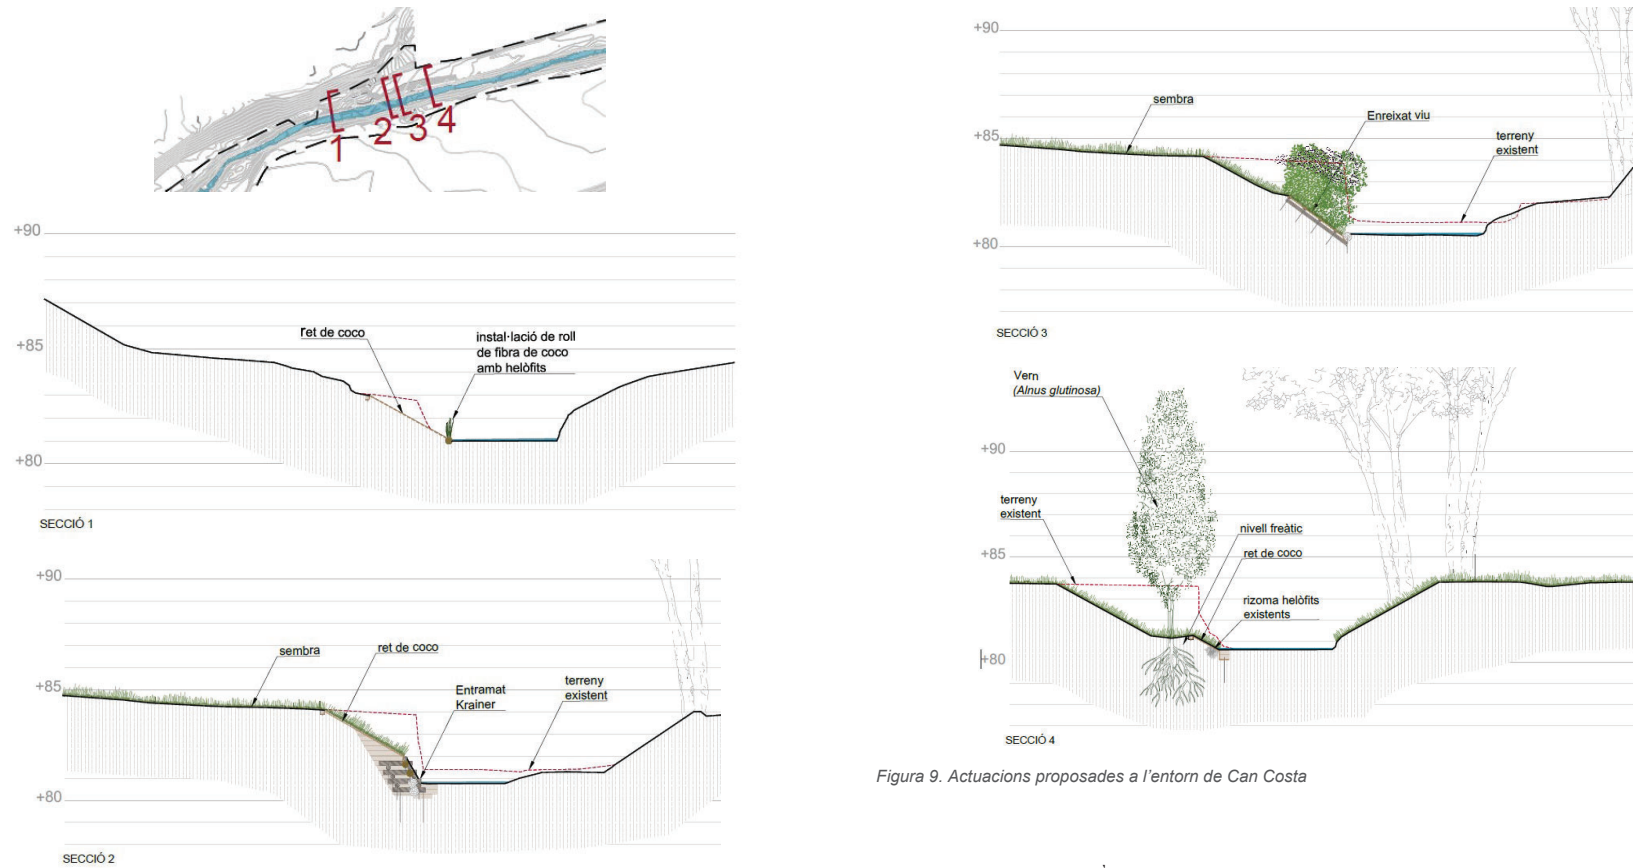 1
2
3
4
+90
ret de coco
instal·lació de roll
de fibra de coco
amb helòfits
+85
+80
SECCIÓ 1
+90
sembra
ret de coco
Entramat
Krainer
terreny
existent
+85
+80
SECCIÓ 2
+90
sembra
Enreixat viu
terreny
existent
+85
+80
SECCIÓ 3
Vern
(Alnus glutinosa)
+90
terreny
existent
nivell freàtic
+85
ret de coco
rizoma helòfits
existents
+80
SECCIÓ 4
Figura 9. Actuacions proposades a l'entorn de Can Costa